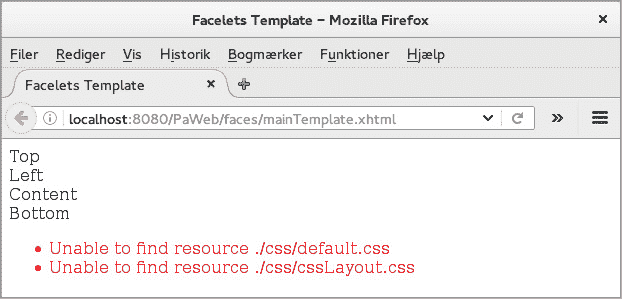 Facelets Template - Mozilla Firefox
Filer Rediger Vis Historik Bogmærker Funktioner Hjælp
Facelets Template
localhost:8080/PaWeb/faces/mainTemplate.xhtml
Top
Left
Content
Bottom
• Unable to find resource ./css/default.css
• Unable to find resource ./css/cssLayout.css